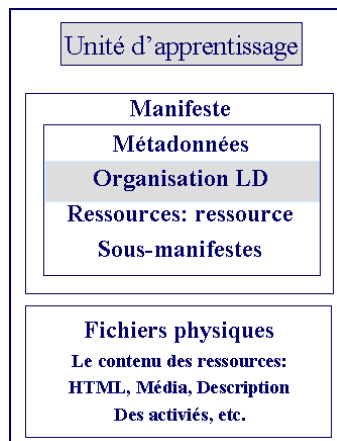 Unité d'apprentissage
Manifeste
Métadonnées
Organisation LD
Ressources: ressource
Sous-manifestes
Fichiers physiques
Le contenu des ressources:
HTML, Média, Description
Des activiés, etc.